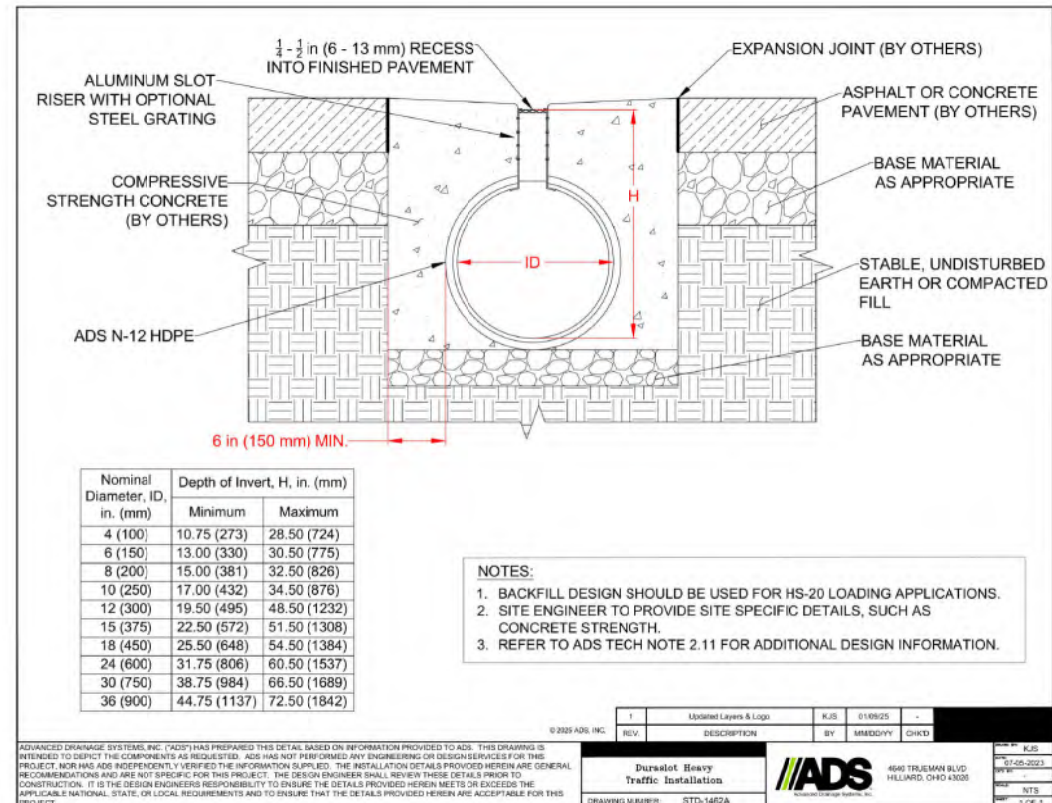 1/4 - 1/2 in (6 - 13 mm) RECESS
INTO FINISHED PAVEMENT
EXPANSION JOINT (BY OTHERS)
ALUMINUM SLOT
RISER WITH OPTIONAL
STEEL GRATING
ASPHALT OR CONCRETE
PAVEMENT (BY OTHERS)
BASE MATERIAL
AS APPROPRIATE
COMPRESSIVE
STRENGTH CONCRETE
(BY OTHERS)
H
ID
STABLE, UNDISTURBED
EARTH OR COMPACTED
FILL
ADS N-12 HDPE
BASE MATERIAL
AS APPROPRIATE
6 in (150 mm) MIN.
Nominal
Diameter, ID,
in. (mm)
Depth of Invert, H, in. (mm)
Minimum Maximum
4 (100) 10.75 (273) 28.50 (724)
6 (150) 13.00 (330) 30.50 (775)
8 (200) 15.00 (381) 32.50 (826)
10 (250) 17.00 (432) 34.50 (876)
12 (300) 19.50 (495) 48.50 (1232)
15 (375) 22.50 (572) 51.50 (1308)
18 (450) 25.50 (648) 54.50 (1384)
24 (600) 31.75 (806) 60.50 (1537)
30 (750) 38.75 (984) 66.50 (1689)
36 (900) 44.75 (1137) 72.50 (1842)
NOTES:
1. BACKFILL DESIGN SHOULD BE USED FOR HS-20 LOADING APPLICATIONS.
2. SITE ENGINEER TO PROVIDE SITE SPECIFIC DETAILS, SUCH AS
CONCRETE STRENGTH.
3. REFER TO ADS TECH NOTE 2.11 FOR ADDITIONAL DESIGN INFORMATION.
© 2025 ADS, INC.
1 Updated Layers & Logo KJS 01/09/25 -
REV. DESCRIPTION BY MM/DD/YY CHK'D
ADVANCED DRAINAGE SYSTEMS, INC. ("ADS") HAS PREPARED THIS DETAIL BASED ON INFORMATION PROVIDED TO ADS. THIS DRAWING IS
INTENDED TO DEPICT THE COMPONENTS AS REQUESTED. ADS HAS NOT PERFORMED ANY ENGINEERING OR DESIGN SERVICES FOR THIS
PROJECT, NOR HAS ADS INDEPENDENTLY VERIFIED THE INFORMATION SUPPLIED. THE INSTALLATION DETAILS PROVIDED HEREIN ARE GENERAL
RECOMMENDATIONS AND ARE NOT SPECIFIC FOR THIS PROJECT. THE DESIGN ENGINEER SHALL REVIEW THESE DETAILS PRIOR TO
CONSTRUCTION. IT IS THE DESIGN ENGINEERS RESPONSIBILITY TO ENSURE THE DETAILS PROVIDED HEREIN MEETS OR EXCEEDS THE
APPLICABLE NATIONAL, STATE, OR LOCAL REQUIREMENTS AND TO ENSURE THAT THE DETAILS PROVIDED HEREIN ARE ACCEPTABLE FOR THIS
PROJECT.
Duraslot Heavy
Traffic Installation
DRAWING NUMBER: STD-1462A
ADS
Advanced Drainage Systems, Inc.
4640 TRUEMAN BLVD
HILLIARD, OHIO 43026
KJS
07-05-2023
-
NTS
1 OF 1